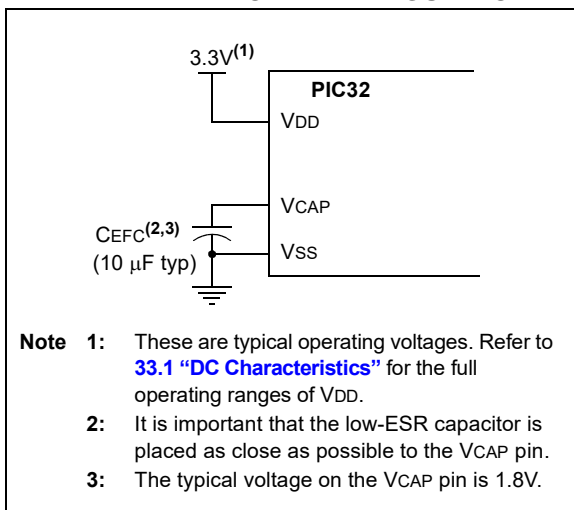 3.3V(1)
PIC32
VDD
VCAP
CEFC(2,3)
(10 μF typ)
VSS
Note 1: These are typical operating voltages. Refer to
33.1 “DC Characteristics” for the full
operating ranges of VDD.
2: It is important that the low-ESR capacitor is
placed as close as possible to the VCAP pin.
3: The typical voltage on the VCAP pin is 1.8V.